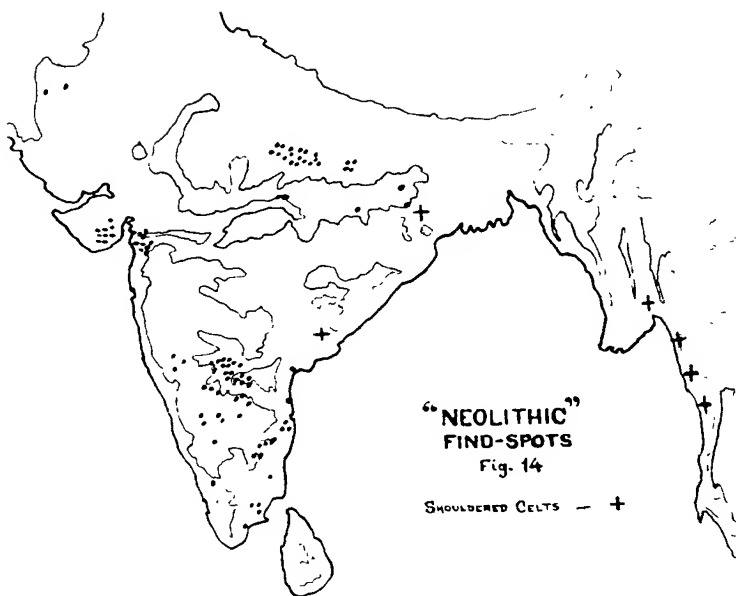 “NEOLITHIC”
FIND-SPOTS
Fig. 14
SHOULDERED CELTS – +